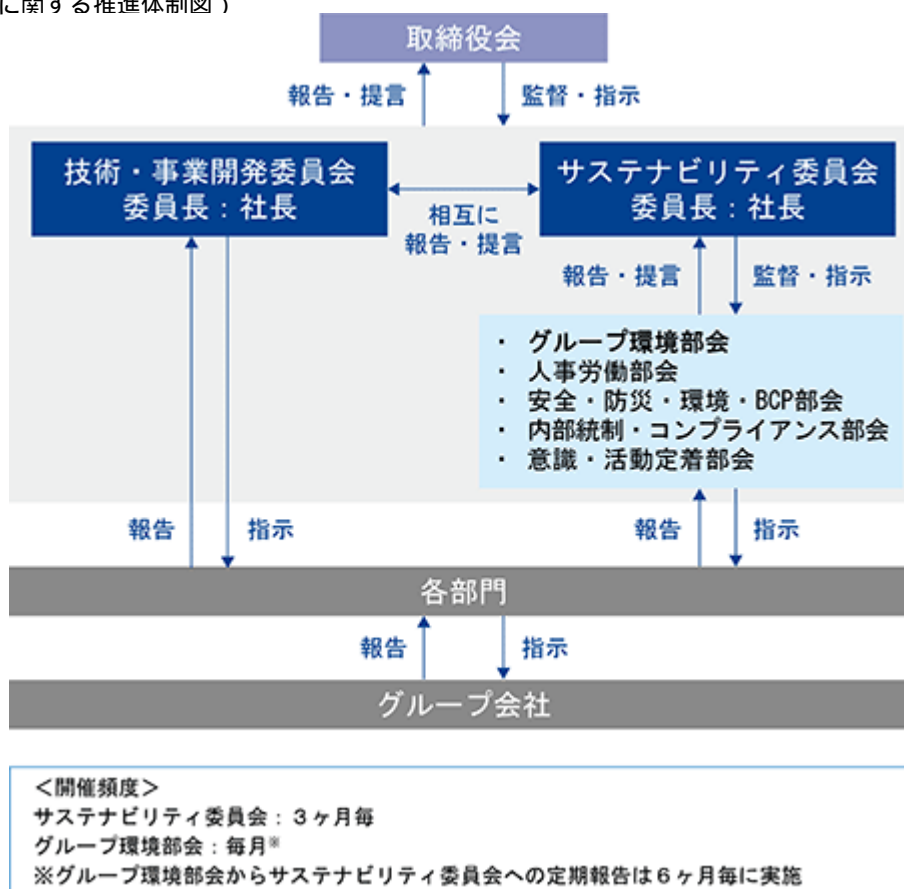 に関する推進体制図）
取締役会
報告・提言
監督・指示
技術・事業開発委員会
委員長：社長
サステナビリティ委員会
委員長：社長
相互に
報告・提言
報告・提言
監督・指示
・ グループ環境部会
・ 人事労働部会
・ 安全・防災・環境・BCP部会
・ 内部統制・コンプライアンス部会
・ 意識・活動定着部会
報告
指示
報告
指示
各部門
報告
指示
グループ会社
＜開催頻度＞
サステナビリティ委員会：３ヶ月毎
グループ環境部会：毎月※
※グループ環境部会からサステナビリティ委員会への定期報告は６ヶ月毎に実施